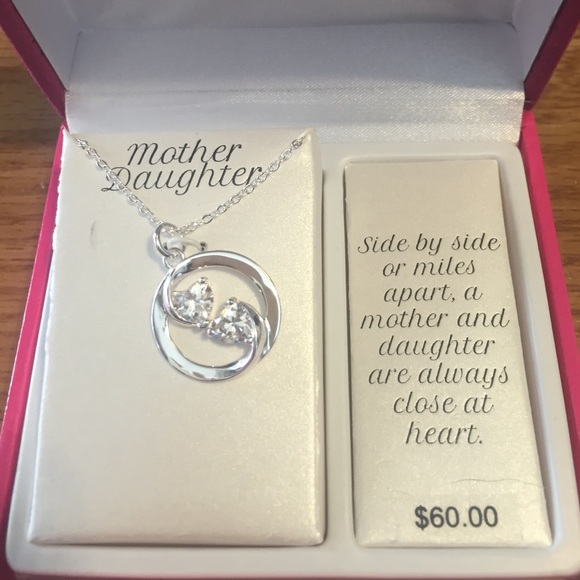 Mother
Daughter
Side by side
or miles
apart, a
mother and
daughter
are always
close at
heart.
$60.00